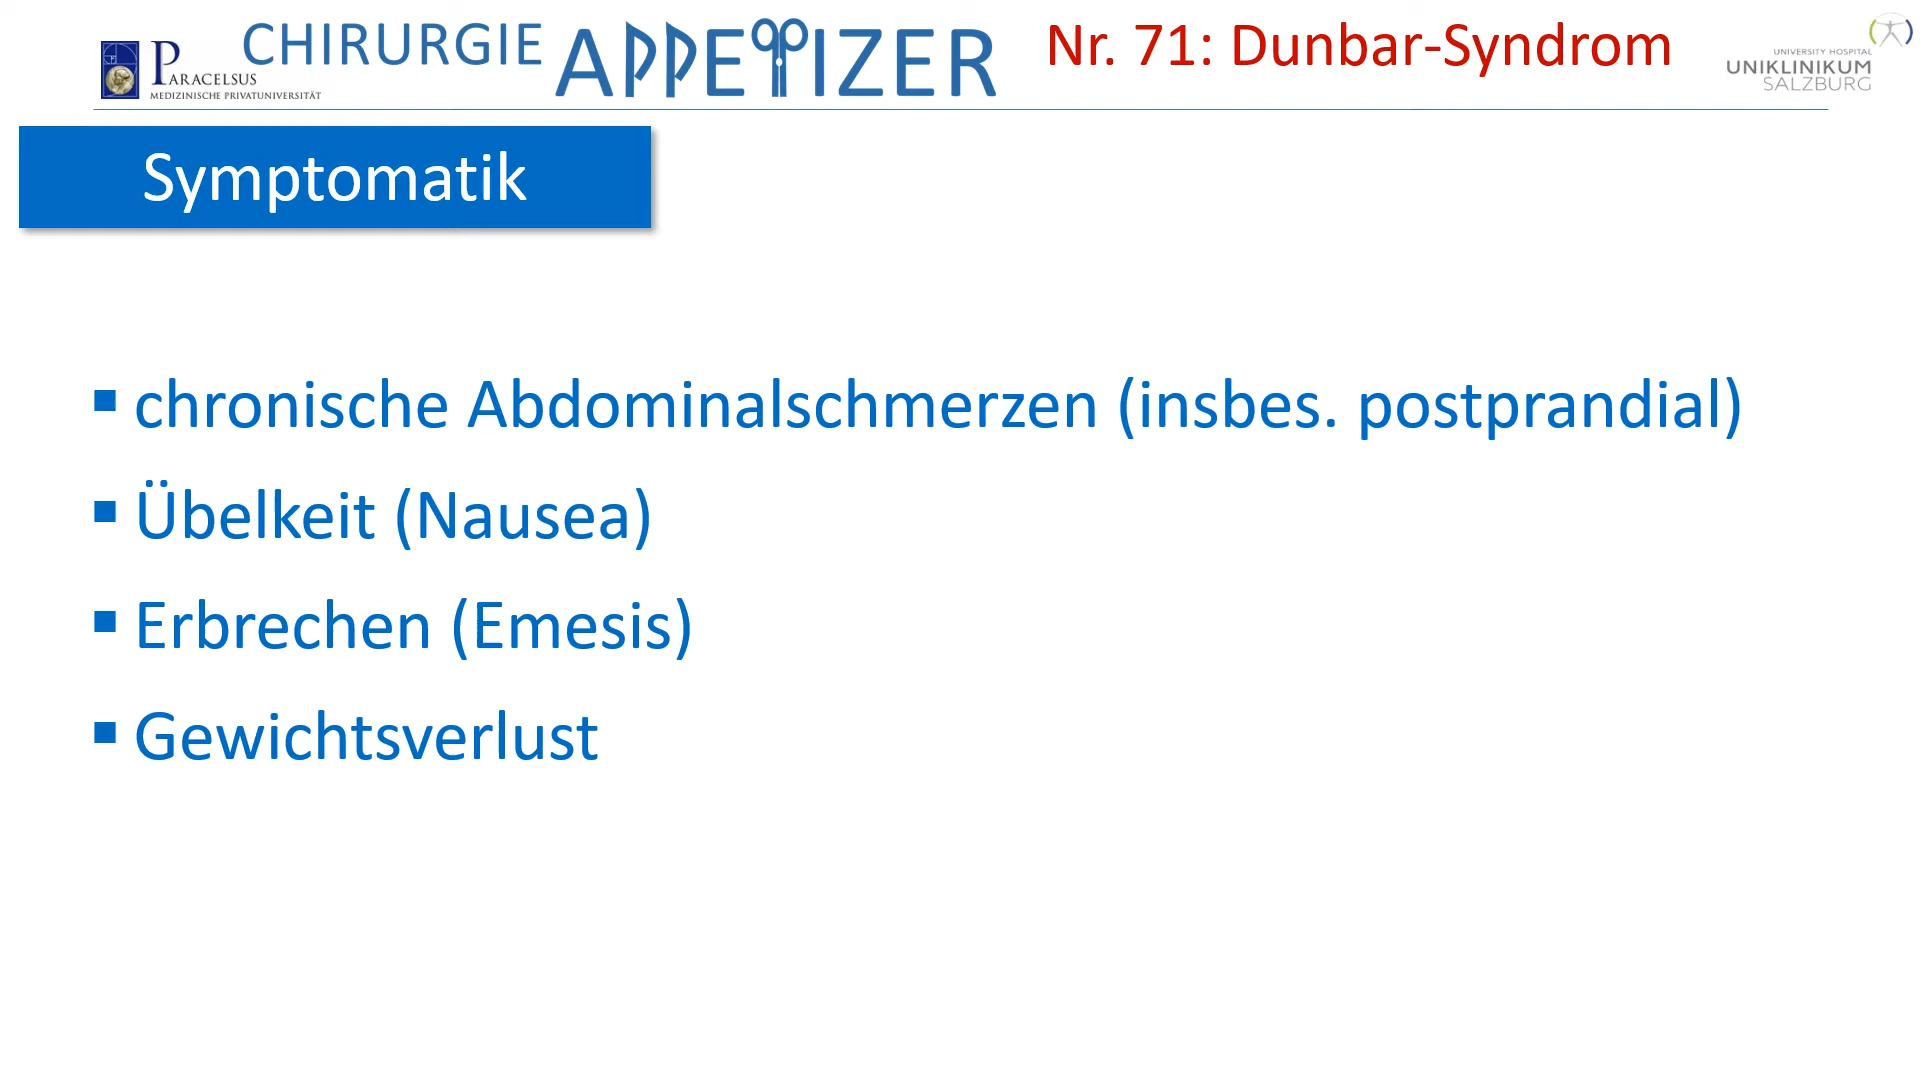 PARACELSUS
MEDIZINISCHE PRIVATUNIVERSITÄT
CHIRURGIE APPETIZER
Nr. 71: Dunbar-Syndrom
UNIVERSITY HOSPITAL
UNIKLINIKUM
SALZBURG
Symptomatik
▪ chronische Abdominalschmerzen (insbes. postprandial)
▪ Übelkeit (Nausea)
▪ Erbrechen (Emesis)
▪ Gewichtsverlust